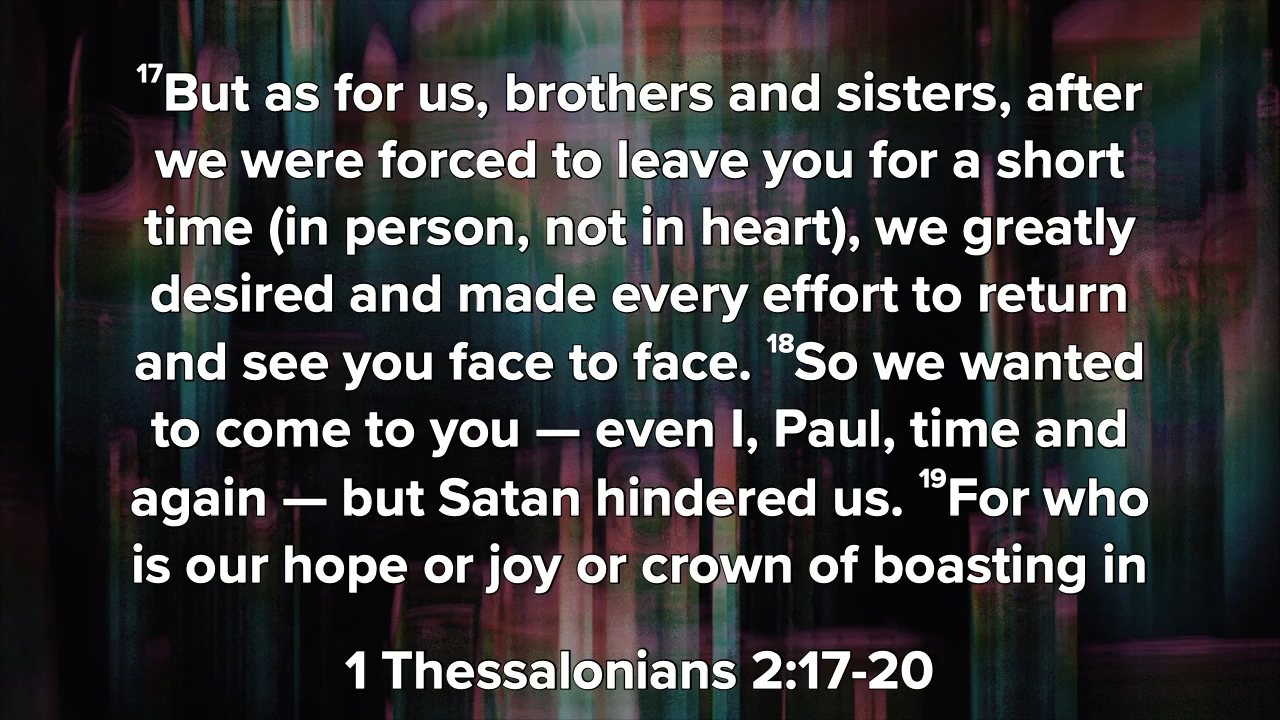 ¹⁷But as for us, brothers and sisters, after
we were forced to leave you for a short
time (in person, not in heart), we greatly
desired and made every effort to return
and see you face to face. ¹⁸So we wanted
to come to you — even I, Paul, time and
again — but Satan hindered us. ¹⁹For who
is our hope or joy or crown of boasting in
1 Thessalonians 2:17-20